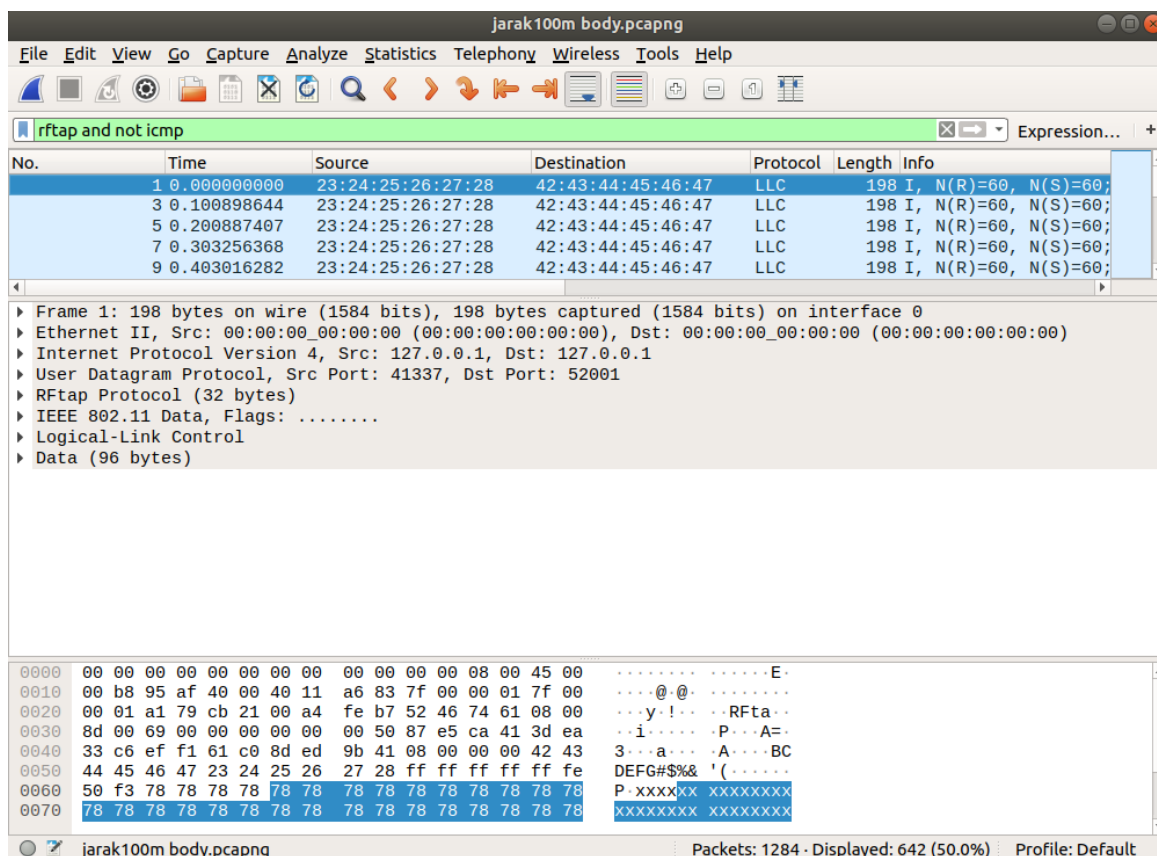 jarak100m body.pcapng
File Edit View Go Capture Analyze Statistics Telephony Wireless Tools Help
rftap and not icmp Expression... +
No. Time Source Destination Protocol Length Info
1 0.000000000 23:24:25:26:27:28 42:43:44:45:46:47 LLC 198 I, N(R)=60, N(S)=60;
3 0.100898644 23:24:25:26:27:28 42:43:44:45:46:47 LLC 198 I, N(R)=60, N(S)=60;
5 0.200887407 23:24:25:26:27:28 42:43:44:45:46:47 LLC 198 I, N(R)=60, N(S)=60;
7 0.303256368 23:24:25:26:27:28 42:43:44:45:46:47 LLC 198 I, N(R)=60, N(S)=60;
9 0.403016282 23:24:25:26:27:28 42:43:44:45:46:47 LLC 198 I, N(R)=60, N(S)=60;
Frame 1: 198 bytes on wire (1584 bits), 198 bytes captured (1584 bits) on interface 0
Ethernet II, Src: 00:00:00_00:00:00 (00:00:00:00:00:00), Dst: 00:00:00_00:00:00 (00:00:00:00:00:00)
Internet Protocol Version 4, Src: 127.0.0.1, Dst: 127.0.0.1
User Datagram Protocol, Src Port: 41337, Dst Port: 52001
RFtap Protocol (32 bytes)
IEEE 802.11 Data, Flags: ........
Logical-Link Control
Data (96 bytes)
0000 00 00 00 00 00 00 00 00 00 00 00 00 08 00 45 00 ········ ······E·
0010 00 b8 95 af 40 00 40 11 a6 83 7f 00 00 01 7f 00 ····@·@· ········
0020 00 01 a1 79 cb 21 00 a4 fe b7 52 46 74 61 08 00 ···y·!·· ··RFta··
0030 8d 00 69 00 00 00 00 00 00 50 87 e5 ca 41 3d ea ··i····· ·P···A=·
0040 33 c6 ef f1 61 c0 8d ed 9b 41 08 00 00 00 42 43 3···a··· ·A····BC
0050 44 45 46 47 23 24 25 26 27 28 ff ff ff ff ff fe DEFG#$%& '(······
0060 50 f3 78 78 78 78 78 78 78 78 78 78 78 78 78 78 P·xxxxxx xxxxxxxx
0070 78 78 78 78 78 78 78 78 78 78 78 78 78 78 78 78 xxxxxxxx xxxxxxxx
jarak100m body.pcapng Packets: 1284 · Displayed: 642 (50.0%) Profile: Default